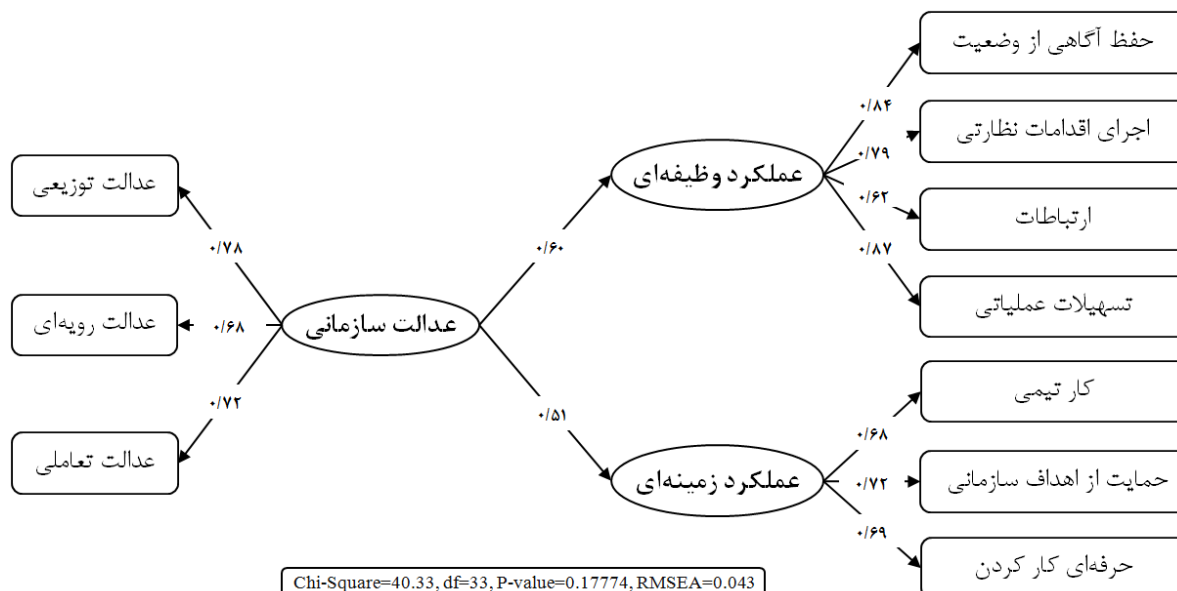 حفظ آگاهی از وضعیت
۰/۸۴
اجرای اقدامات نظارتی
۰/۷۹
عملکرد وظیفه‌ای
عدالت توزیعی
۰/۶۲
ارتباطات
۰/۷۸
۰/۶۰
۰/۸۷
تسهیلات عملیاتی
عدالت سازمانی
۰/۶۸
عدالت رویه‌ای
کار تیمی
۰/۷۲
۰/۵۱
۰/۶۸
عدالت تعاملی
عملکرد زمینه‌ای
۰/۷۲
حمایت از اهداف سازمانی
۰/۶۹
حرفه‌ای کار کردن
Chi-Square=40.33, df=33, P-value=0.17774, RMSEA=0.043